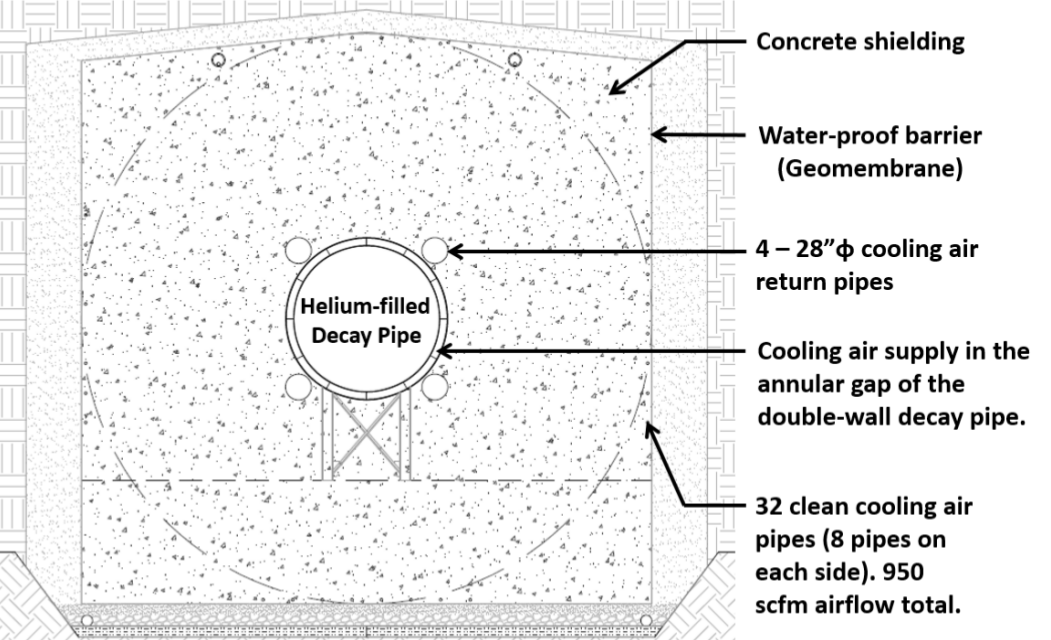 Concrete shielding
Water-proof barrier
(Geomembrane)
4 – 28”ϕ cooling air
return pipes
Helium-filled
Decay Pipe
Cooling air supply in the
annular gap of the
double-wall decay pipe.
32 clean cooling air
pipes (8 pipes on
each side). 950
scfm airflow total.